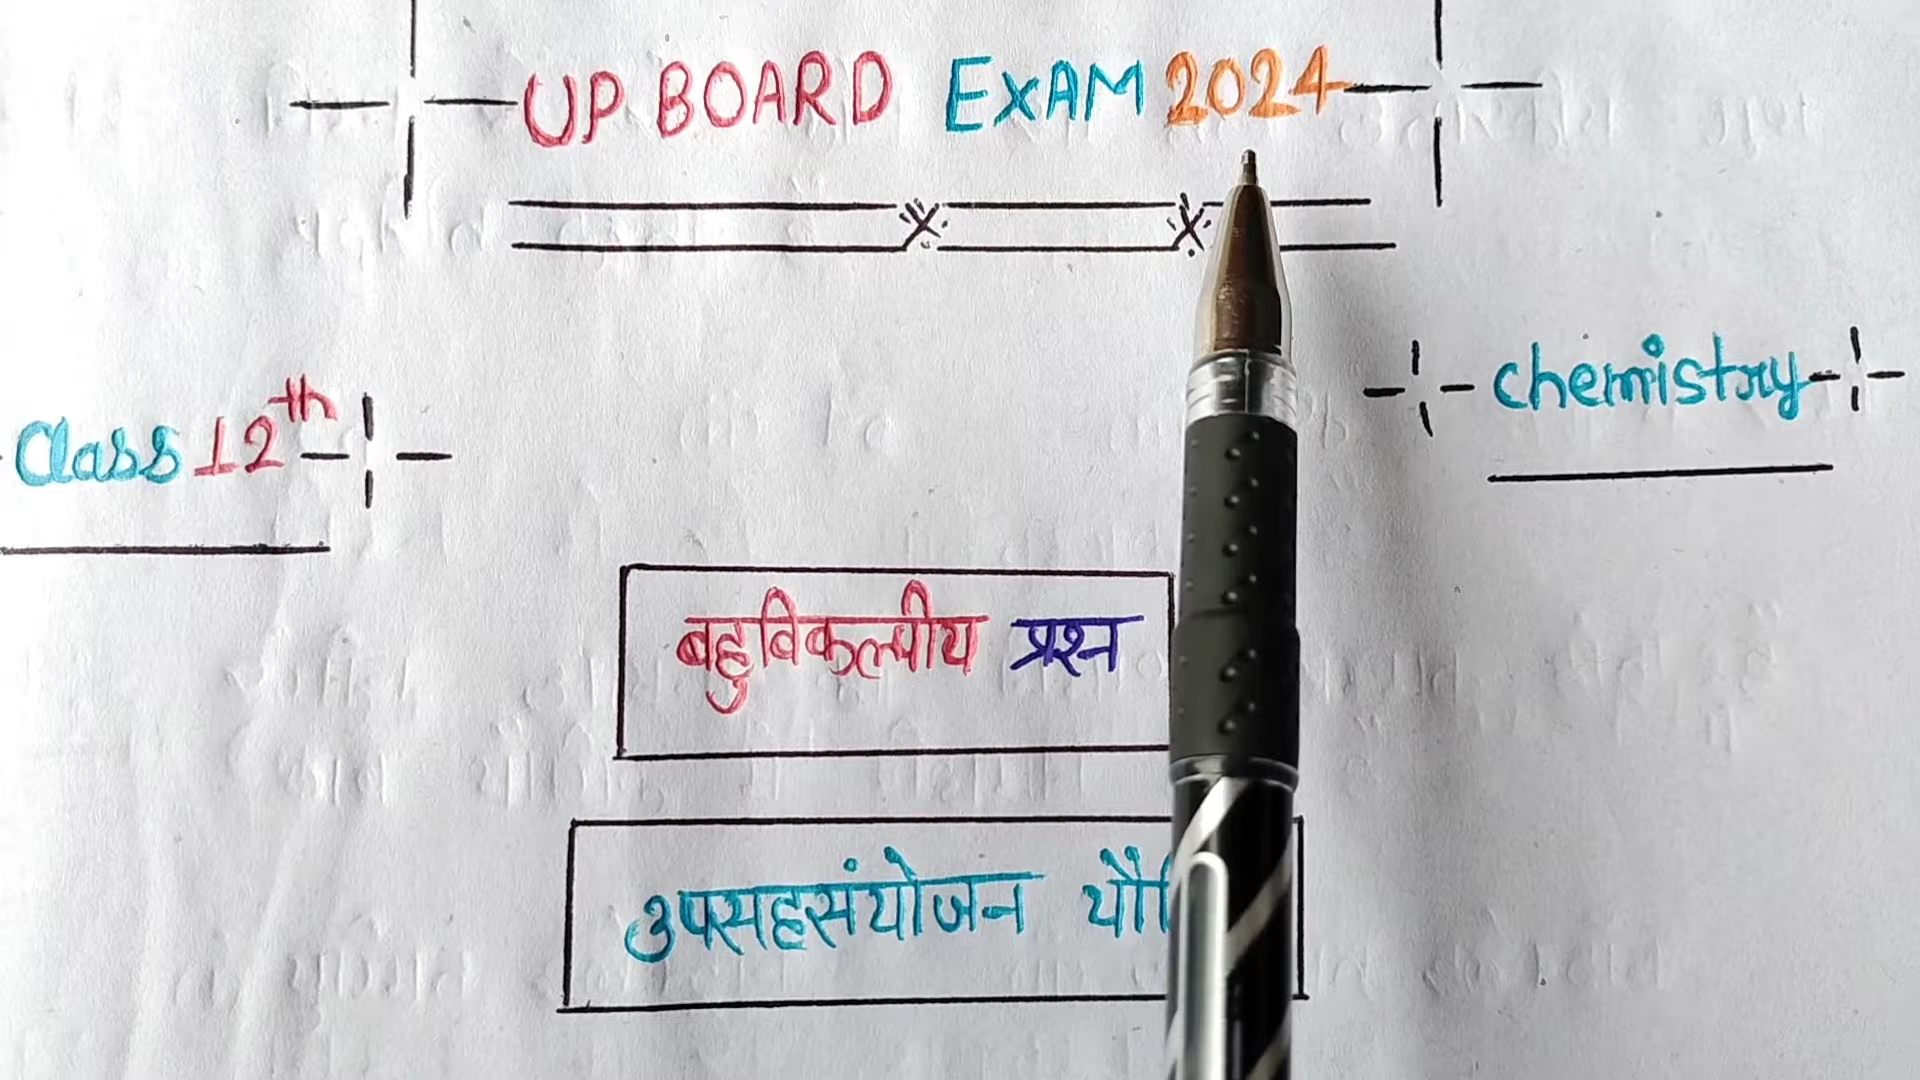 UP BOARD EXAM 2024
Chemistry
Class 12th
बहुविकल्पीय प्रश्न
उपसहसंयोजन